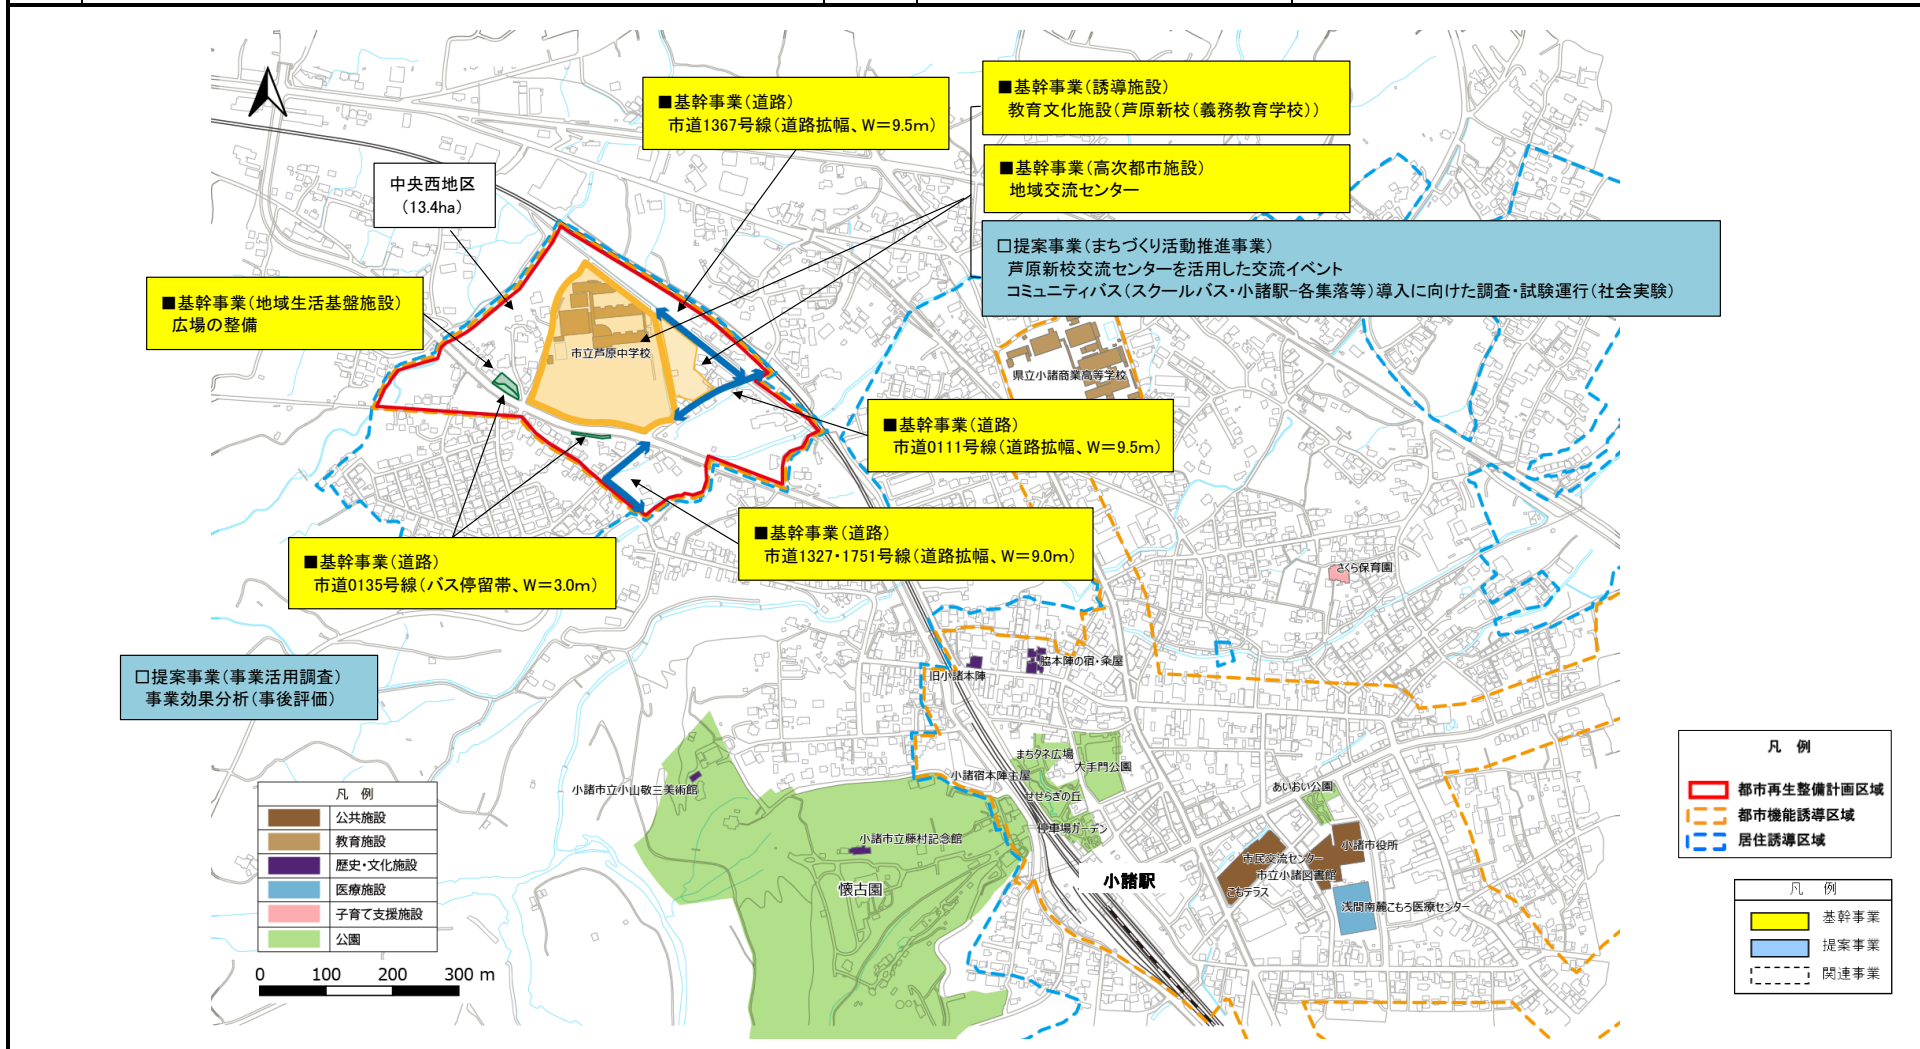 ■基幹事業(道路)
市道1367号線(道路拡幅、W=9.5m)
■基幹事業(誘導施設)
教育文化施設(芦原新校(義務教育学校))
■基幹事業(高次都市施設)
地域交流センター
□提案事業(まちづくり活動推進事業)
芦原新校交流センターを活用した交流イベント
コミュニティバス(スクールバス・小諸駅-各集落等)導入に向けた調査・試験運行(社会実験)
中央西地区
(13.4ha)
■基幹事業(地域生活基盤施設)
広場の整備
市立芦原中学校
県立小諸商業高等学校
■基幹事業(道路)
市道0111号線(道路拡幅、W=9.5m)
■基幹事業(道路)
市道1327・1751号線(道路拡幅、W=9.0m)
■基幹事業(道路)
市道0135号線(バス停留帯、W=3.0m)
さくら保育園
□提案事業(事業活用調査)
事業効果分析(事後評価)
脇本陣の宿・粂屋
旧小諸本陣
まちタネ広場
大手門公園
小諸宿本陣主屋
せせらぎの丘
停車場ガーデン
小諸市立小山敬三美術館
小諸市立藤村記念館
懐古園
小諸駅
あいおい公園
小諸市役所
市民交流センター
市立小諸図書館
こもテラス
浅間南麓こもろ医療センター
凡 例
公共施設
教育施設
歴史・文化施設
医療施設
子育て支援施設
公園
0 100 200 300 m
凡 例
都市再生整備計画区域
都市機能誘導区域
居住誘導区域
凡 例
基幹事業
提案事業
関連事業